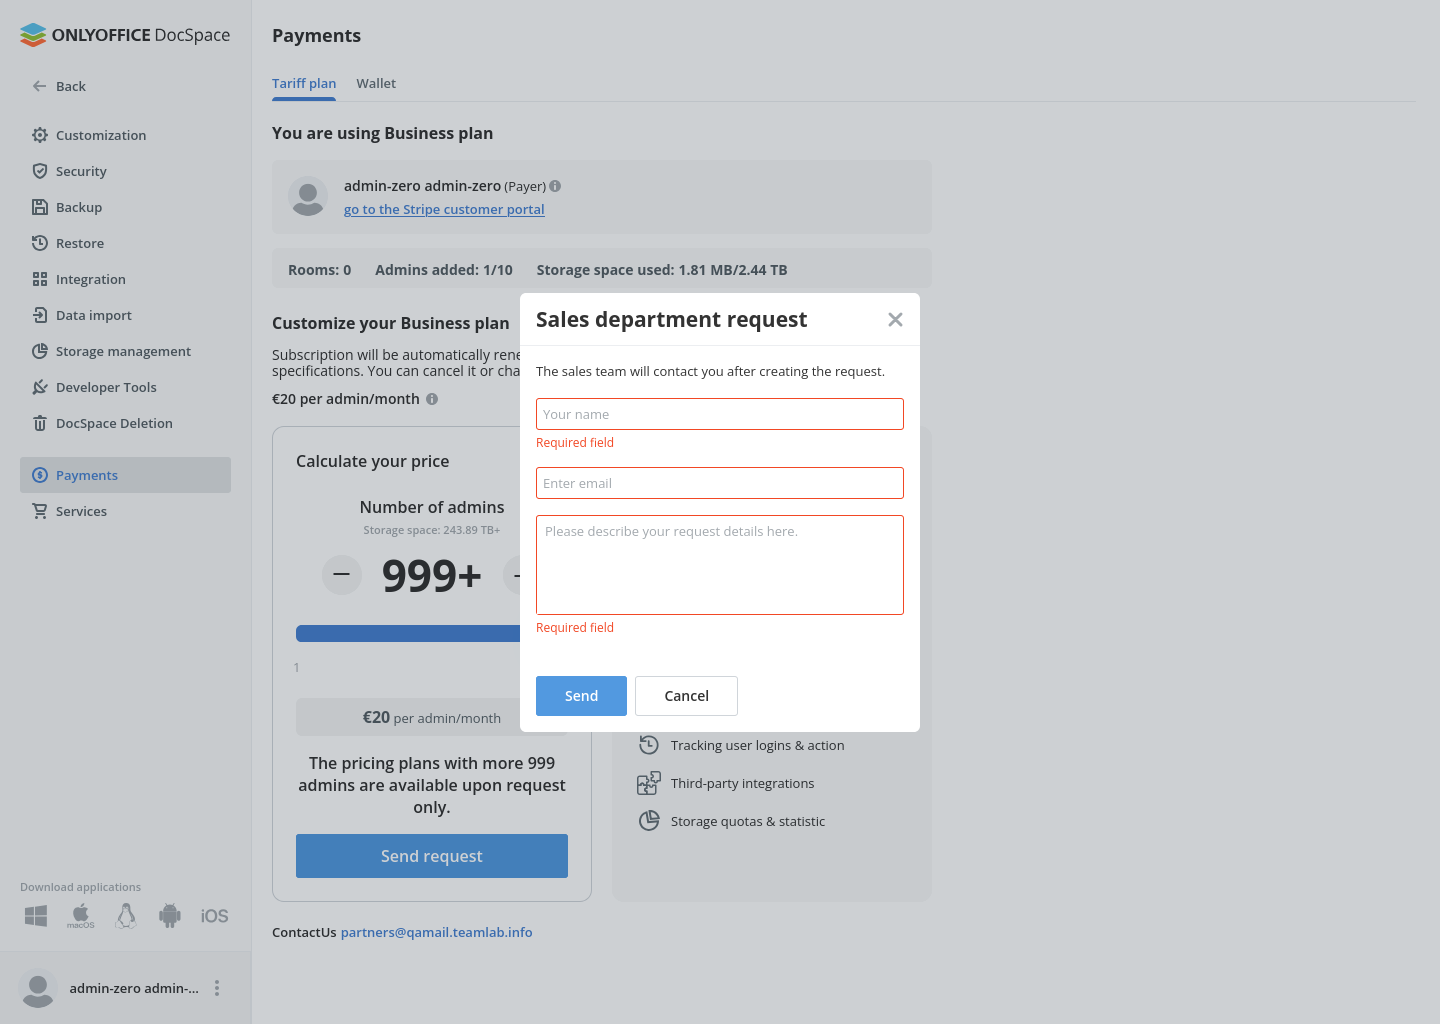 ONLYOFFICE DocSpace
Back
Customization
Security
Backup
Restore
Integration
Data import
Storage management
Developer Tools
DocSpace Deletion
Payments
Services
Download applications
macOS
iOS
admin-zero admin-...
Payments
Tariff plan
Wallet
You are using Business plan
admin-zero admin-zero (Payer)
go to the Stripe customer portal
Rooms: 0 Admins added: 1/10 Storage space used: 1.81 MB/2.44 TB
Customize your Business plan
Subscription will be automatically rene
specifications. You can cancel it or cha
€20 per admin/month
Calculate your price
Number of admins
Storage space: 243.89 TB+
999+
1
€20 per admin/month
The pricing plans with more 999
admins are available upon request
only.
Send request
Sales department request
The sales team will contact you after creating the request.
Your name
Required field
Enter email
Please describe your request details here.
Required field
Send
Cancel
Tracking user logins & action
Third-party integrations
Storage quotas & statistic
ContactUs partners@qamail.teamlab.info